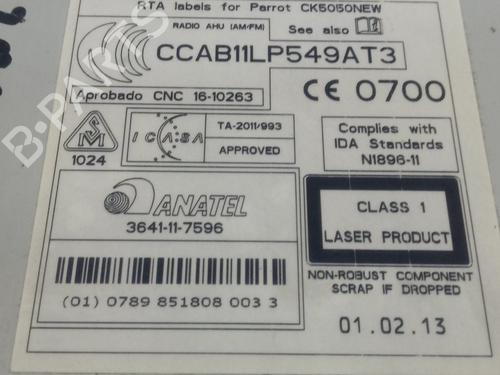 RTA labels for Parrot CK5050NEW
RADIO AHU (AM/FM)
See also
CCAB11LP549AT3
Aprobado CNC 16-10263
CE 0700
SM
1024
ICASA
TA-2011/993
APPROVED
Complies with
IDA Standards
N1896-11
ANATEL
3641-11-7596
(01) 0789 851808 003 3
CLASS 1
LASER PRODUCT
NON-ROBUST COMPONENT
SCRAP IF DROPPED
01.02.13
B-PARTS